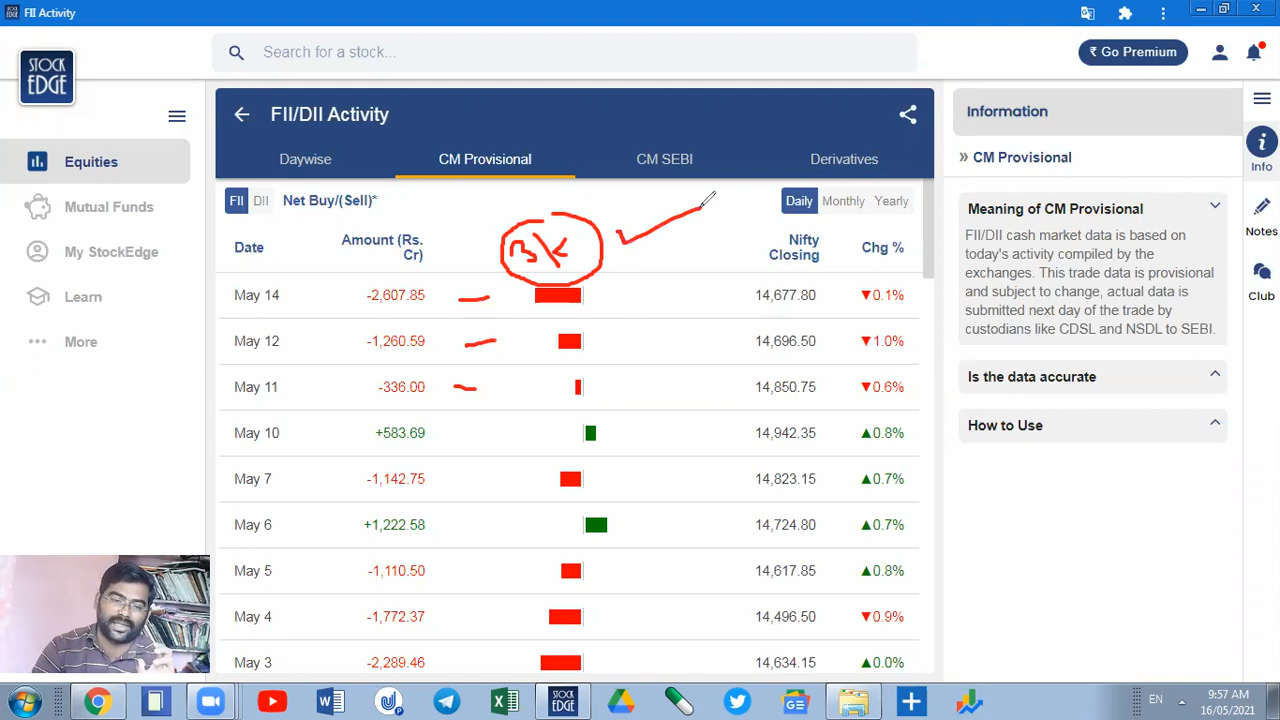 FII Activity
STOCK EDGE
Search for a stock...
₹ Go Premium
Equities
Mutual Funds
My StockEdge
Learn
More
FII/DII Activity
Daywise CM Provisional CM SEBI Derivatives
FII DII Net Buy/(Sell)* Daily Monthly Yearly
Date Amount (Rs. Cr) Nifty Closing Chg %
May 14 -2,607.85 14,677.80 ▼0.1%
May 12 -1,260.59 14,696.50 ▼1.0%
May 11 -336.00 14,850.75 ▼0.6%
May 10 +583.69 14,942.35 ▲0.8%
May 7 -1,142.75 14,823.15 ▲0.7%
May 6 +1,222.58 14,724.80 ▲0.7%
May 5 -1,110.50 14,617.85 ▲0.8%
May 4 -1,772.37 14,496.50 ▼0.9%
May 3 -2,289.46 14,634.15 ▲0.0%
Information
» CM Provisional
Meaning of CM Provisional
FII/DII cash market data is based on
today's activity compiled by the
exchanges. This trade data is provisional
and subject to change, actual data is
submitted next day of the trade by
custodians like CDSL and NSDL to SEBI.
Is the data accurate
How to Use
Info
Notes
Club
STOCK EDGE
EN
9:57 AM
16/05/2021